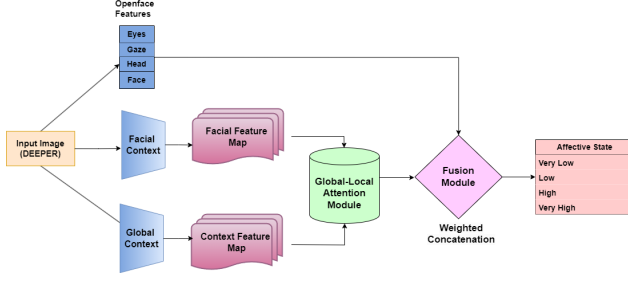 Openface
Features
Eyes
Gaze
Head
Face
Input Image
(DEEPER)
Facial
Context
Facial Feature
Map
Global
Context
Context Feature
Map
Global-Local
Attention
Module
Fusion
Module
Weighted
Concatenation
Affective State
Very Low
Low
High
Very High